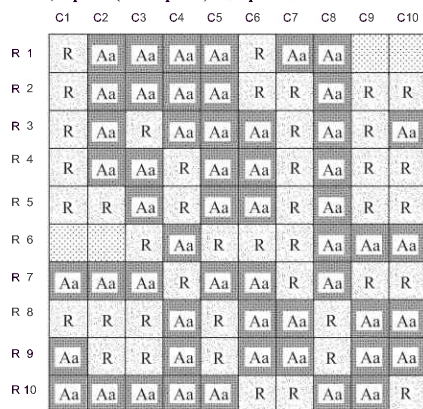 C1 C2 C3 C4 C5 C6 C7 C8 C9 C10
R 1 R Aa Aa Aa Aa R Aa Aa
R 2 R Aa Aa Aa Aa R R Aa R R
R 3 R Aa R Aa Aa Aa R Aa R Aa
R 4 R Aa Aa R Aa Aa R Aa R R
R 5 R R Aa R Aa Aa R Aa R R
R 6 R Aa R R R Aa Aa Aa
R 7 Aa Aa Aa R Aa Aa R Aa R R
R 8 R R R Aa R Aa Aa R Aa Aa
R 9 Aa R R Aa R Aa Aa R Aa Aa
R 10 Aa Aa Aa Aa Aa R R Aa Aa R